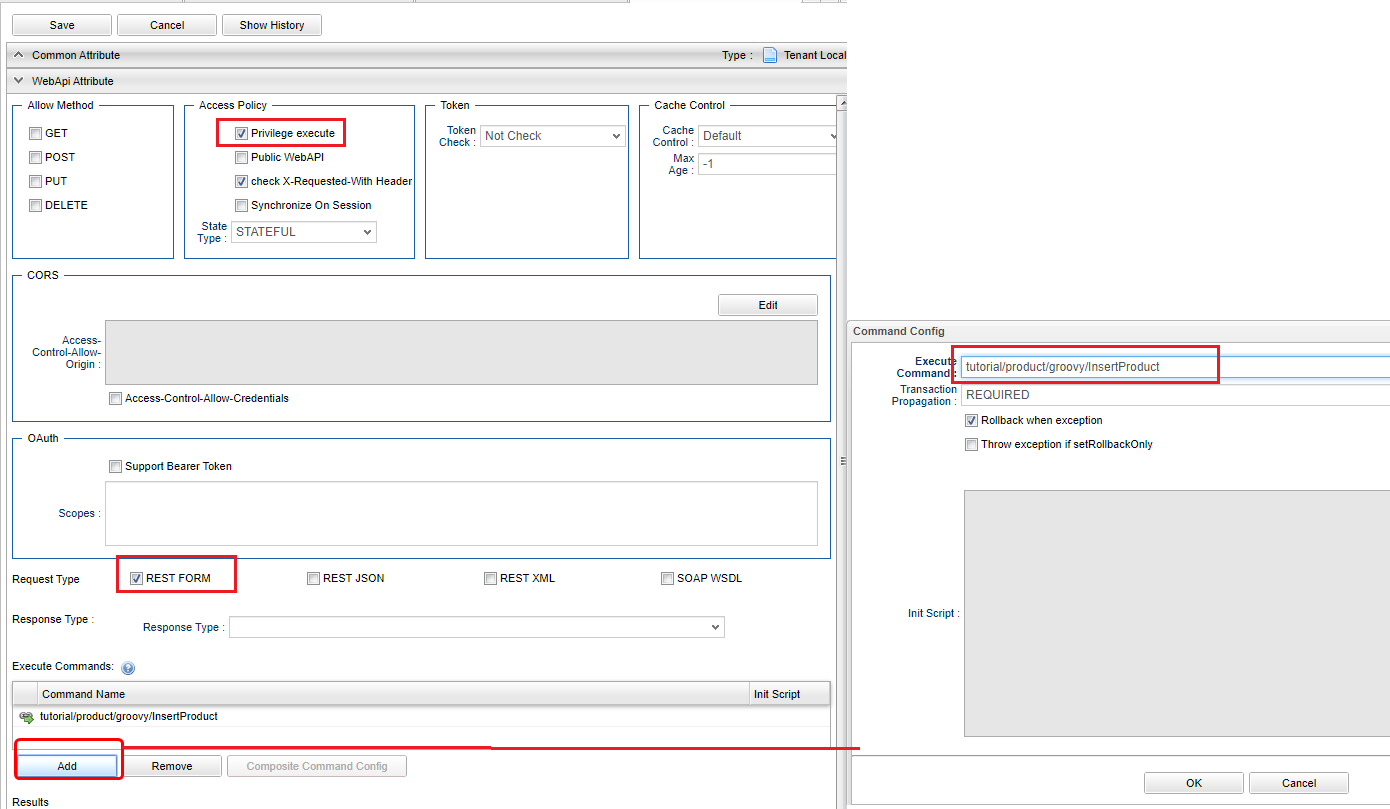 Save Cancel Show History
Common Attribute Type : Tenant Local
WebApi Attribute
Allow Method
GET
POST
PUT
DELETE
Access Policy
Privilege execute
Public WebAPI
check X-Requested-With Header
Synchronize On Session
State Type : STATEFUL
Token
Token Check : Not Check
Cache Control
Cache Control : Default
Max Age : -1
CORS
Edit
Access-
Control-Allow-
Origin :
Access-Control-Allow-Credentials
OAuth
Support Bearer Token
Scopes :
Request Type REST FORM REST JSON REST XML SOAP WSDL
Response Type :
Response Type :
Execute Commands:
Command Name Init Script
tutorial/product/groovy/InsertProduct
Add Remove Composite Command Config
Results
Command Config
Execute Command : tutorial/product/groovy/InsertProduct
Transaction Propagation : REQUIRED
Rollback when exception
Throw exception if setRollbackOnly
Init Script :
OK Cancel